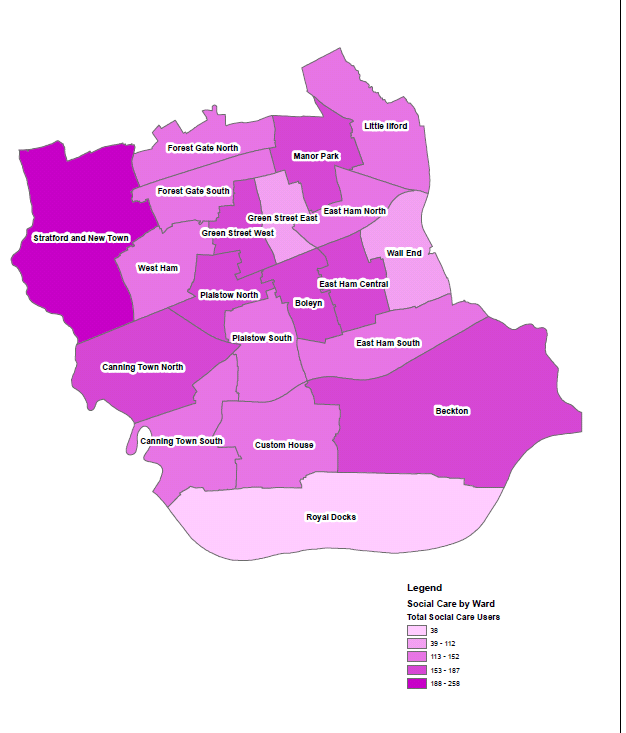 Little Ilford
Forest Gate North
Manor Park
Forest Gate South
East Ham North
Green Street East
Green Street West
Stratford and New Town
Wall End
West Ham
East Ham Central
Plaistow North
Boleyn
Plaistow South
East Ham South
Canning Town North
Beckton
Canning Town South
Custom House
Royal Docks
Legend
Social Care by Ward
Total Social Care Users
38
39 - 112
113 - 152
153 - 187
188 - 258